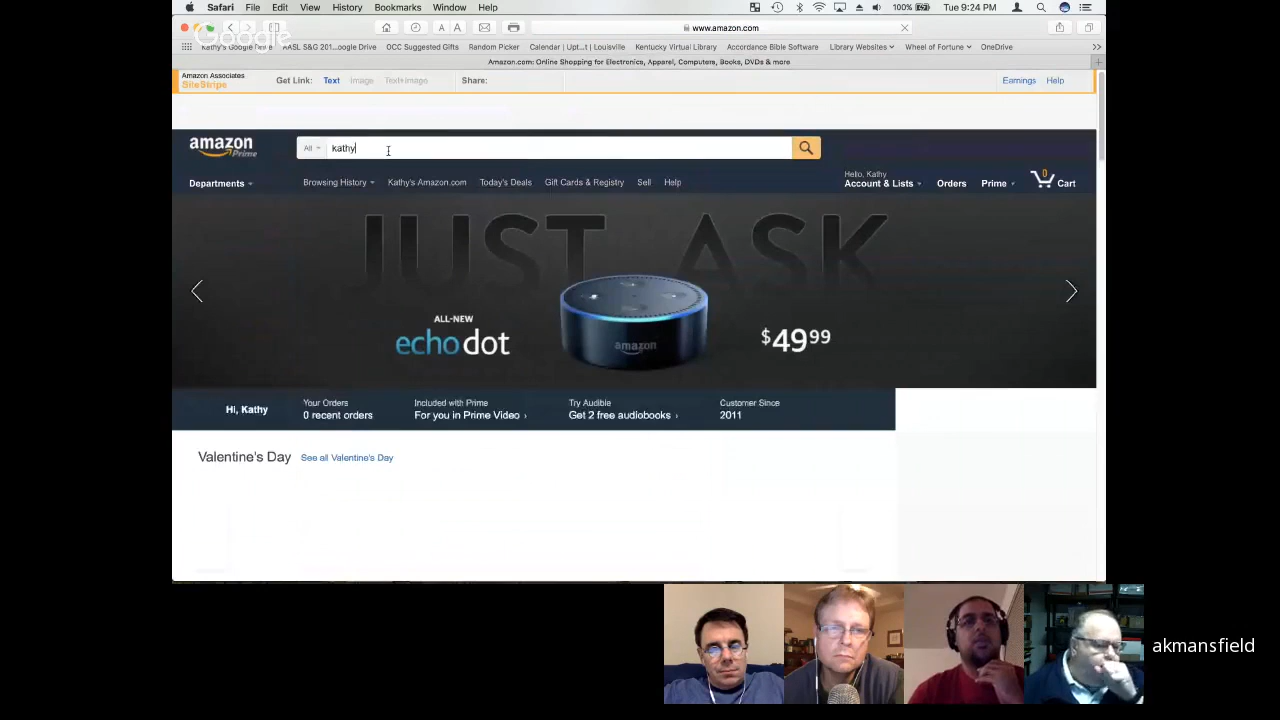 Safari File Edit View History Bookmarks Window Help 100% Tue 9:24 PM
Google
www.amazon.com
Kathy's Google Drive AASL S&G 201...oogle Drive OCC Suggested Gifts Random Picker Calendar | Upt...t | Louisville Kentucky Virtual Library Accordance Bible Software Library Websites Wheel of Fortune OneDrive
Amazon.com: Online Shopping for Electronics, Apparel, Computers, Books, DVDs & more
Amazon Associates
SiteStripe
Get Link: Text Image Text+Image Share: Earnings Help
amazon Prime
All kathy
Departments Browsing History Kathy's Amazon.com Today's Deals Gift Cards & Registry Sell Help
Hello, Kathy
Account & Lists Orders Prime 0 Cart
JUST ASK
ALL-NEW
echo dot
amazon
$49 99
Hi, Kathy
Your Orders
0 recent orders
Included with Prime
For you in Prime Video ›
Try Audible
Get 2 free audiobooks ›
Customer Since
2011
Valentine's Day See all Valentine's Day
akmansfield